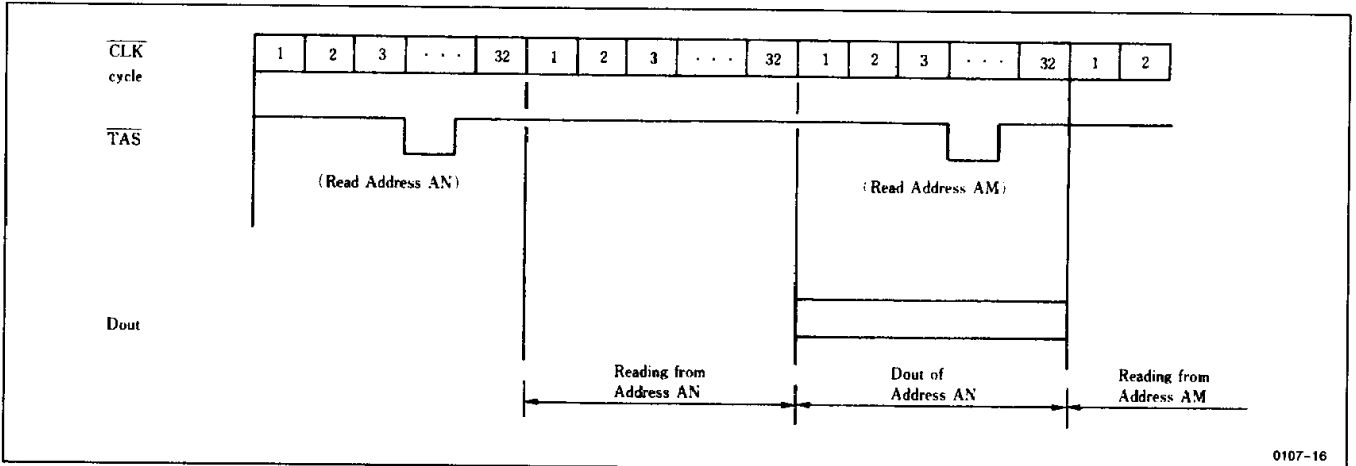 CLK
cycle
1 2 3 · · · 32 1 2 3 · · · 32 1 2 3 · · · 32 1 2
TAS
(Read Address AN)
(Read Address AM)
Dout
Reading from
Address AN
Dout of
Address AN
Reading from
Address AM
0107-16